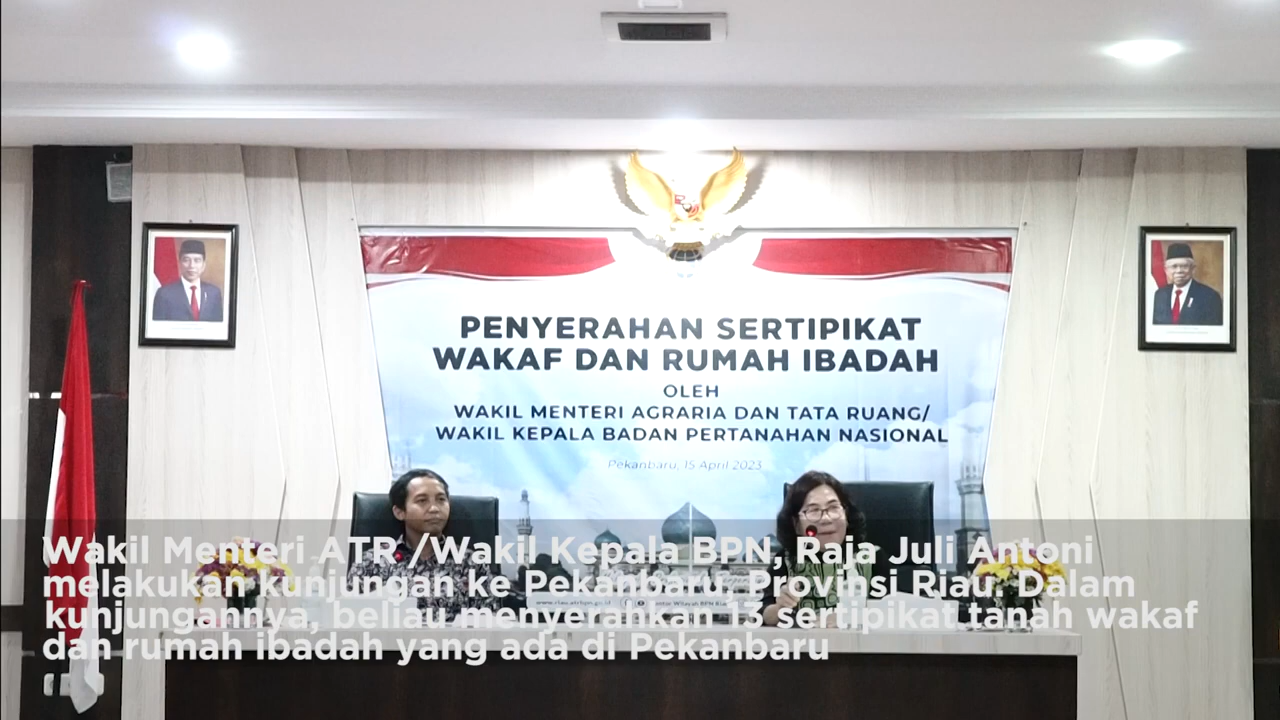 PENYERAHAN SERTIPIKAT
WAKAF DAN RUMAH IBADAH
OLEH
WAKIL MENTERI AGRARIA DAN TATA RUANG/
WAKIL KEPALA BADAN PERTANAHAN NASIONAL
Pekanbaru, 15 April 2023
Wakil Menteri ATR /Wakil Kepala BPN, Raja Juli Antoni
melakukan kunjungan ke Pekanbaru, Provinsi Riau. Dalam
kunjungannya, beliau menyerahkan 13 sertipikat tanah wakaf
dan rumah ibadah yang ada di Pekanbaru